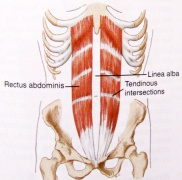 Linea alba
Rectus abdominis
Tendinous
intersections